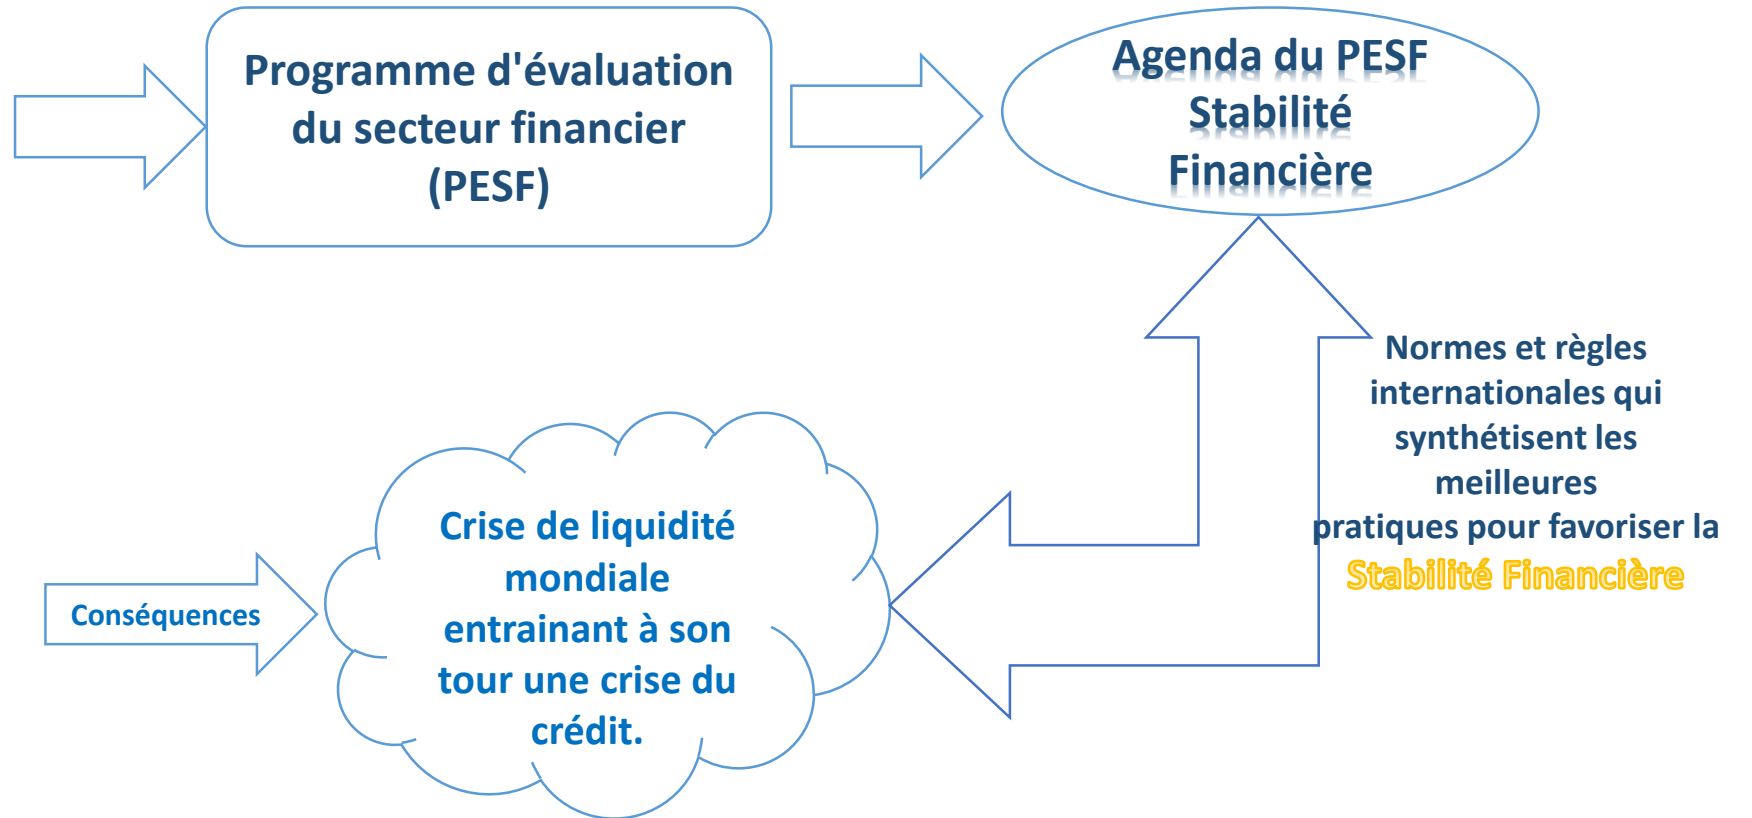 Programme d'évaluation
du secteur financier
(PESF)
Agenda du PESF
Stabilité
Financière
Normes et règles
internationales qui
synthétisent les
meilleures
pratiques pour favoriser la
Stabilité Financière
Conséquences
Crise de liquidité
mondiale
entrainant à son
tour une crise du
crédit.